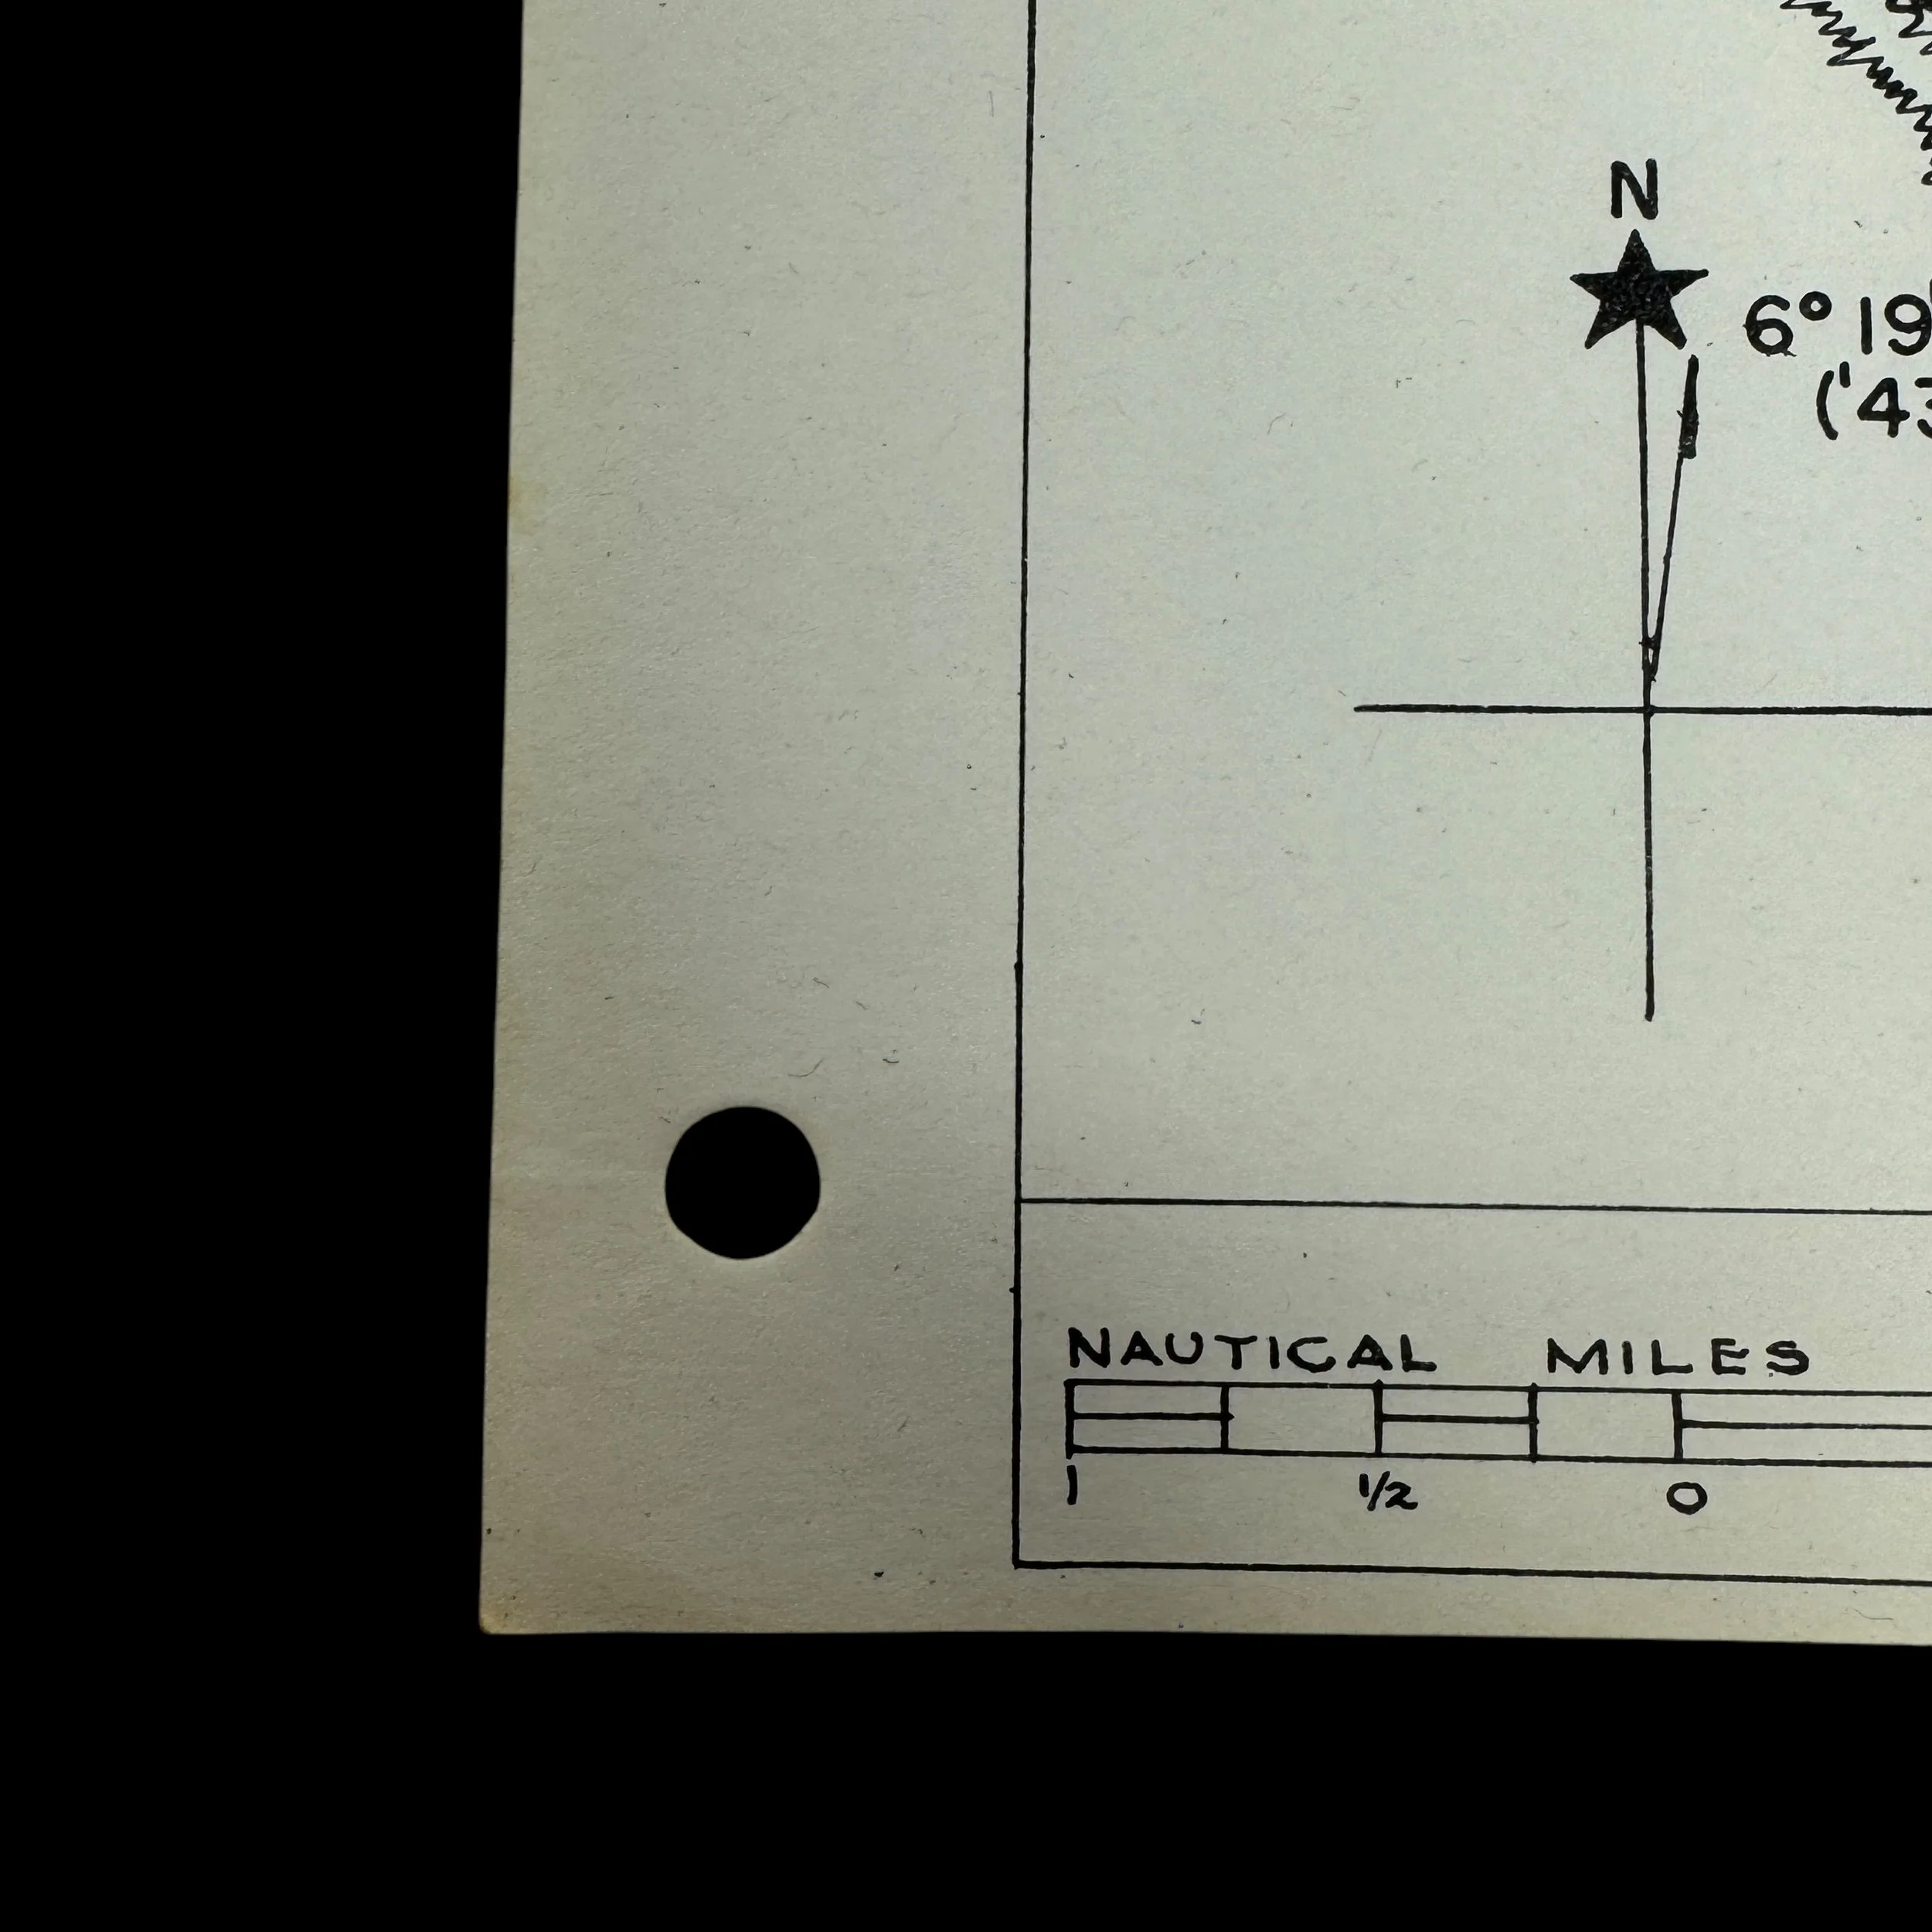 N
6° 19'
('43
NAUTICAL MILES
1 1/2 0